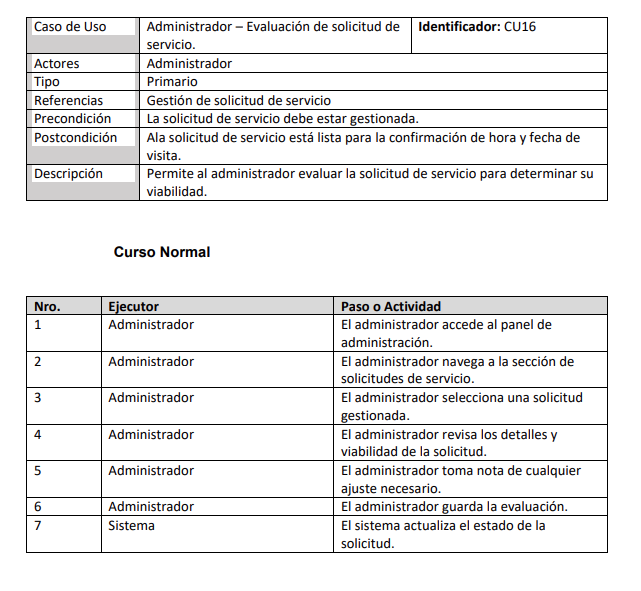 Caso de Uso Administrador – Evaluación de solicitud de servicio. Identificador: CU16
Actores Administrador
Tipo Primario
Referencias Gestión de solicitud de servicio
Precondición La solicitud de servicio debe estar gestionada.
Postcondición Ala solicitud de servicio está lista para la confirmación de hora y fecha de
visita.
Descripción Permite al administrador evaluar la solicitud de servicio para determinar su
viabilidad.
Curso Normal
Nro. Ejecutor Paso o Actividad
1 Administrador El administrador accede al panel de
administración.
2 Administrador El administrador navega a la sección de
solicitudes de servicio.
3 Administrador El administrador selecciona una solicitud
gestionada.
4 Administrador El administrador revisa los detalles y
viabilidad de la solicitud.
5 Administrador El administrador toma nota de cualquier
ajuste necesario.
6 Administrador El administrador guarda la evaluación.
7 Sistema El sistema actualiza el estado de la
solicitud.